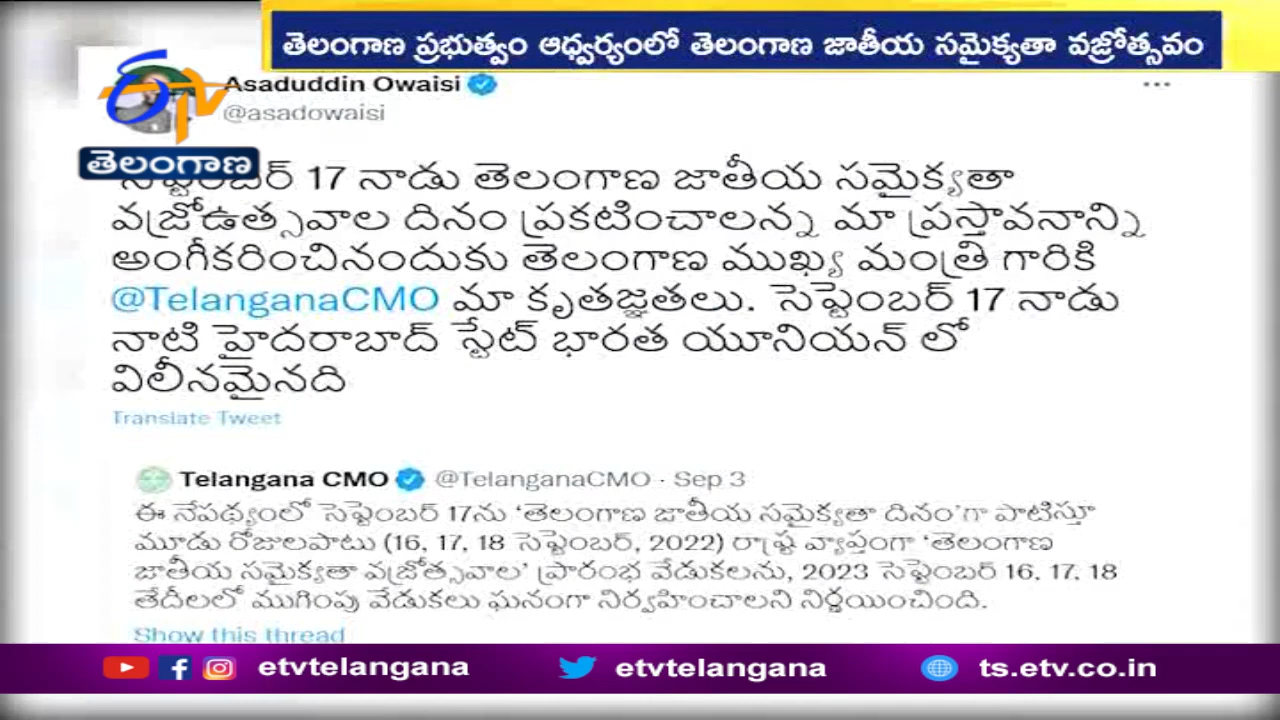 తెలంగాణ ప్రభుత్వం ఆధ్వర్యంలో తెలంగాణ జాతీయ సమైక్యతా వజ్రోత్సవం
Asaduddin Owaisi
@asadowaisi
ETV
తెలంగాణ
17 నాడు తెలంగాణ జాతీయ సమైక్యతా
వజ్రోఉత్సవాల దినం ప్రకటించాలన్న మా ప్రస్తావనాన్ని
అంగీకరించినందుకు తెలంగాణ ముఖ్య మంత్రి గారికి
@TelanganaCMO మా కృతజ్ఞతలు. సెప్టెంబర్ 17 నాడు
నాటి హైదరాబాద్ స్టేట్ భారత యూనియన్ లో
విలీనమైనది
Translate Tweet
Telangana CMO @TelanganaCMO · Sep 3
ఈ నేపథ్యంలో సెప్టెంబర్ 17ను ‘తెలంగాణ జాతీయ సమైక్యతా దినం’గా పాటిస్తూ
మూడు రోజులపాటు (16, 17, 18 సెప్టెంబర్, 2022) రాష్ట్ర వ్యాప్తంగా ‘తెలంగాణ
జాతీయ సమైక్యతా వజ్రోత్సవాల’ ప్రారంభ వేడుకలను, 2023 సెప్టెంబర్ 16, 17, 18
తేదీలలో ముగింపు వేడుకలు ఘనంగా నిర్వహించాలని నిర్ణయించింది.
Show this thread
etvtelangana etvtelangana ts.etv.co.in